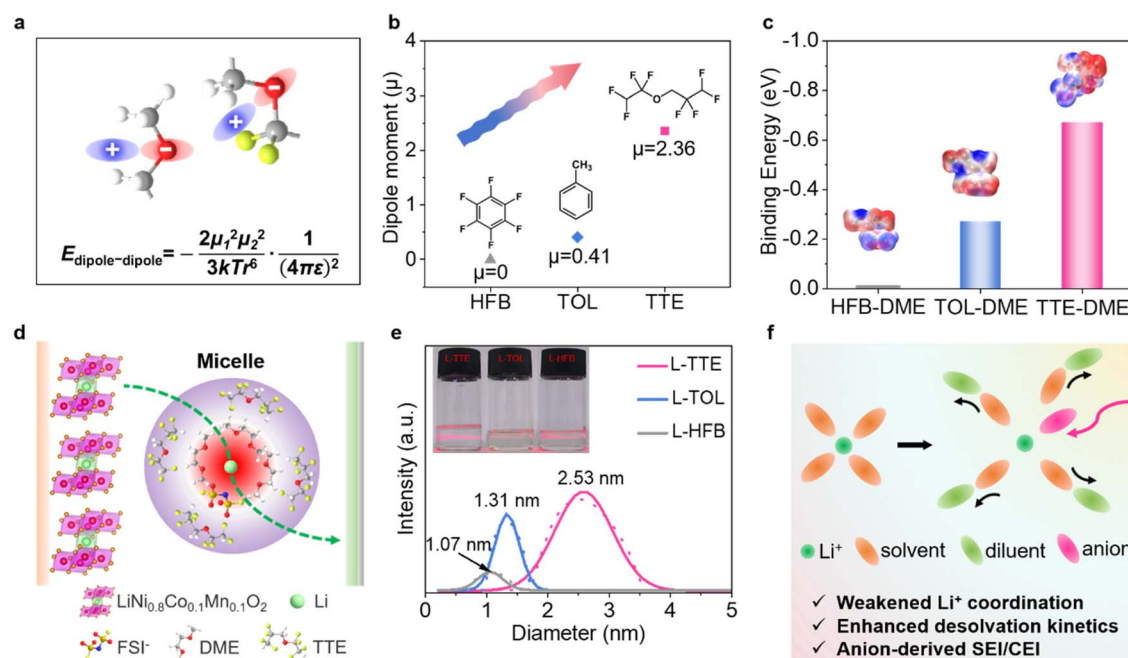 a
+
−
+
−
E dipole−dipole = − 2μ₁²μ₂² / 3kTr⁶ · 1 / (4πε)²
b
Dipole moment (μ)
4
3
2
1
0
F
F
F
F
F
F
μ=0
CH₃
μ=0.41
F
F
F
F
F
F
F
F
O
μ=2.36
HFB
TOL
TTE
c
Binding Energy (eV)
-1.0
-0.8
-0.6
-0.4
-0.2
0.0
HFB-DME
TOL-DME
TTE-DME
d
Micelle
LiNi₀.₈Co₀.₁Mn₀.₁O₂
Li
FSI⁻
DME
TTE
e
Intensity (a.u.)
L-TTE
L-TOL
L-HFB
L-TTE
L-TOL
L-HFB
1.07 nm
1.31 nm
2.53 nm
0
1
2
3
4
5
Diameter (nm)
f
Li⁺
solvent
diluent
anion
✓ Weakened Li⁺ coordination
✓ Enhanced desolvation kinetics
✓ Anion-derived SEI/CEI